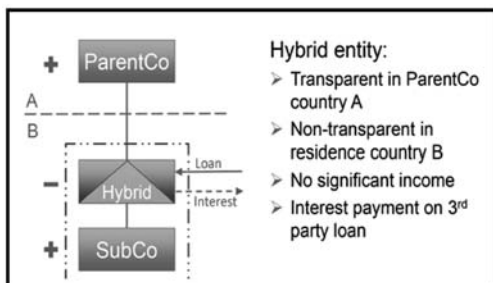 + ParentCo
A
B
Loan
- Hybrid
Interest
+ SubCo
Hybrid entity:
➢ Transparent in ParentCo
country A
➢ Non-transparent in
residence country B
➢ No significant income
➢ Interest payment on 3rd
party loan